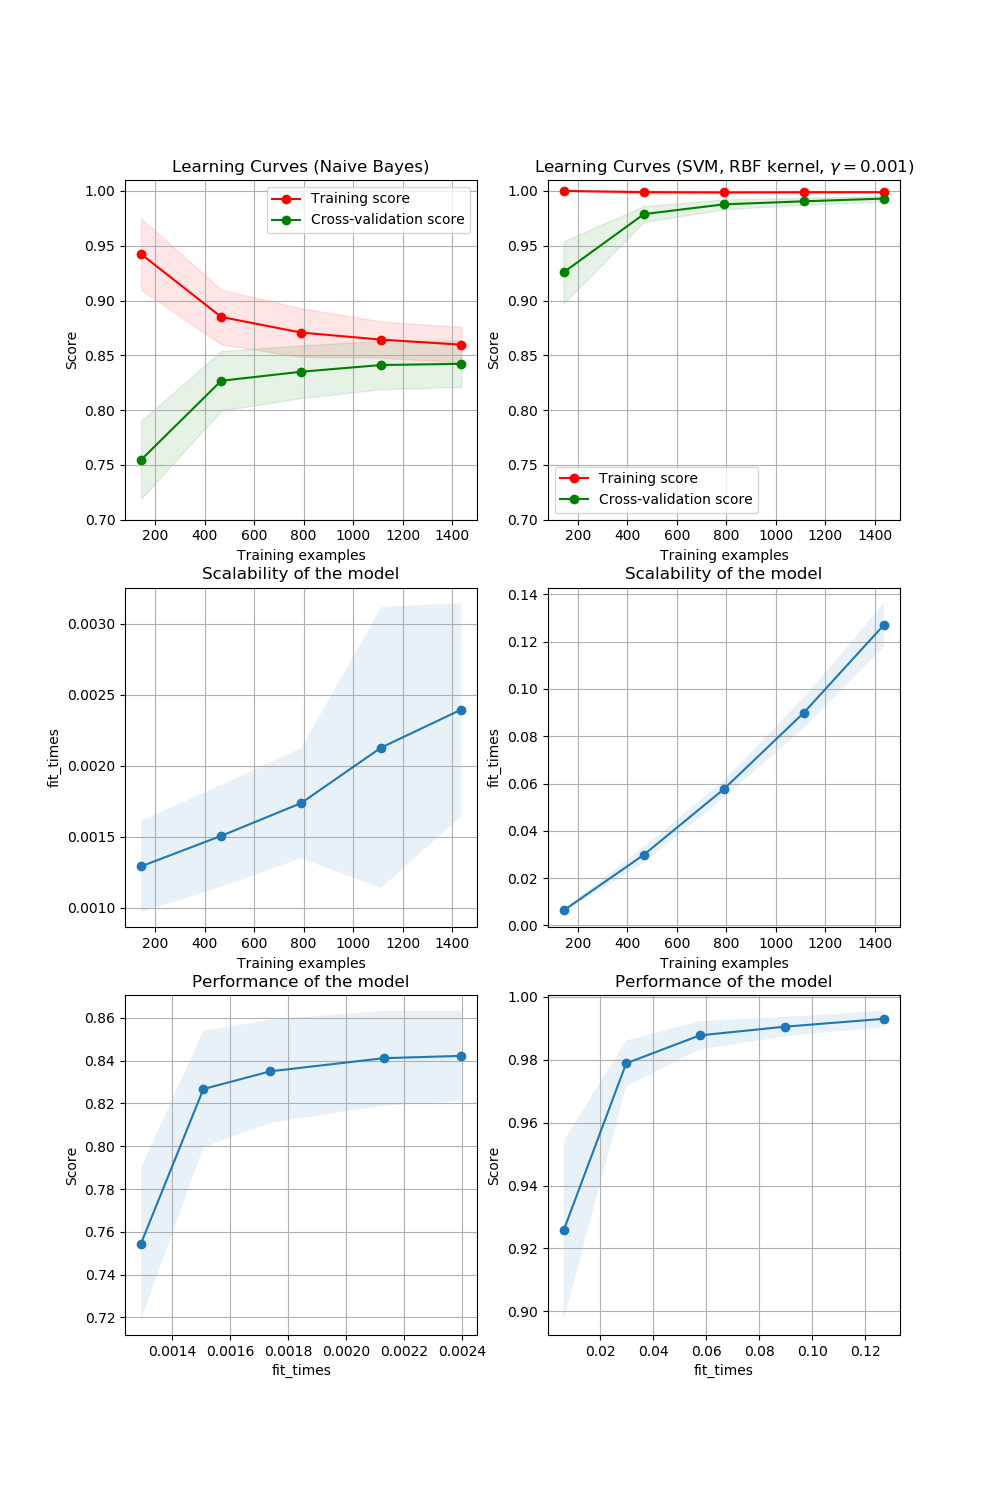 Learning Curves (Naive Bayes)
1.00
0.95
0.90
0.85
0.80
0.75
0.70
Score
Training score
Cross-validation score
200 400 600 800 1000 1200 1400
Training examples
Learning Curves (SVM, RBF kernel, γ = 0.001)
1.00
0.95
0.90
0.85
0.80
0.75
0.70
Score
Training score
Cross-validation score
200 400 600 800 1000 1200 1400
Training examples
Scalability of the model
0.0030
0.0025
0.0020
0.0015
0.0010
fit_times
200 400 600 800 1000 1200 1400
Training examples
Scalability of the model
0.14
0.12
0.10
0.08
0.06
0.04
0.02
0.00
fit_times
200 400 600 800 1000 1200 1400
Training examples
Performance of the model
0.86
0.84
0.82
0.80
0.78
0.76
0.74
0.72
Score
0.0014 0.0016 0.0018 0.0020 0.0022 0.0024
fit_times
Performance of the model
1.00
0.98
0.96
0.94
0.92
0.90
Score
0.02 0.04 0.06 0.08 0.10 0.12
fit_times